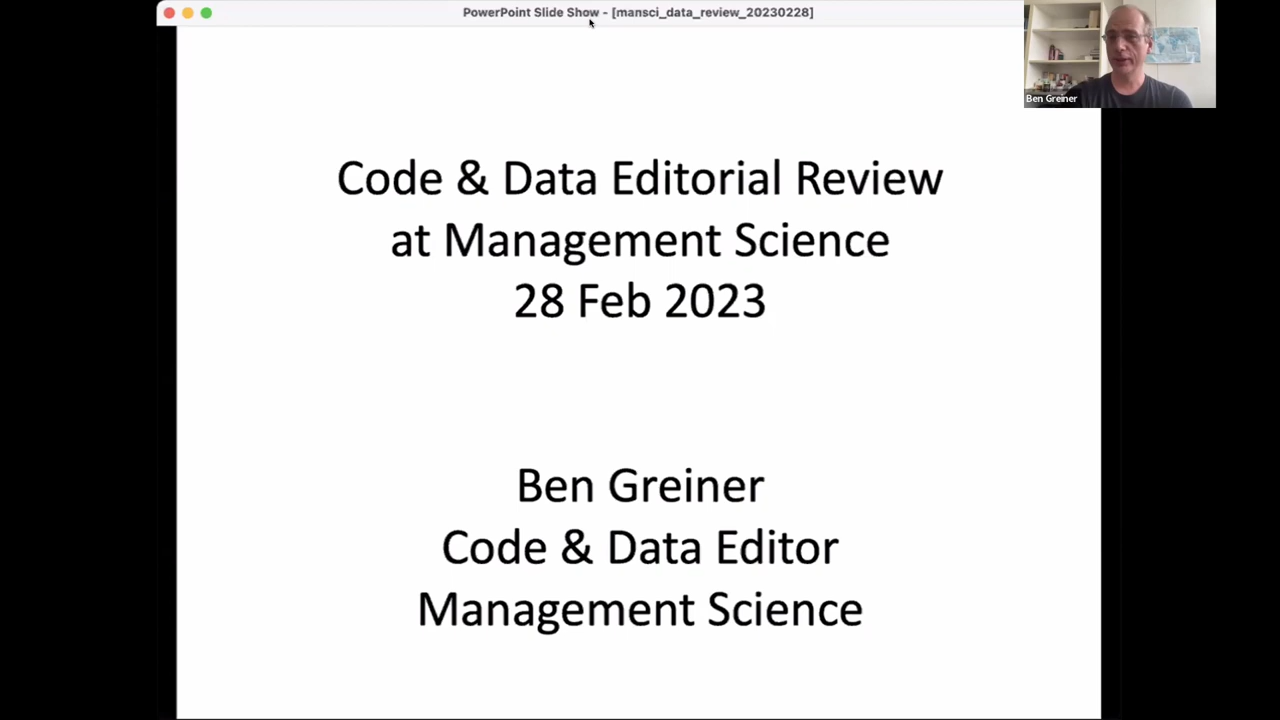 PowerPoint Slide Show - [mansci_data_review_20230228]
Ben Greiner
Code & Data Editorial Review
at Management Science
28 Feb 2023
Ben Greiner
Code & Data Editor
Management Science